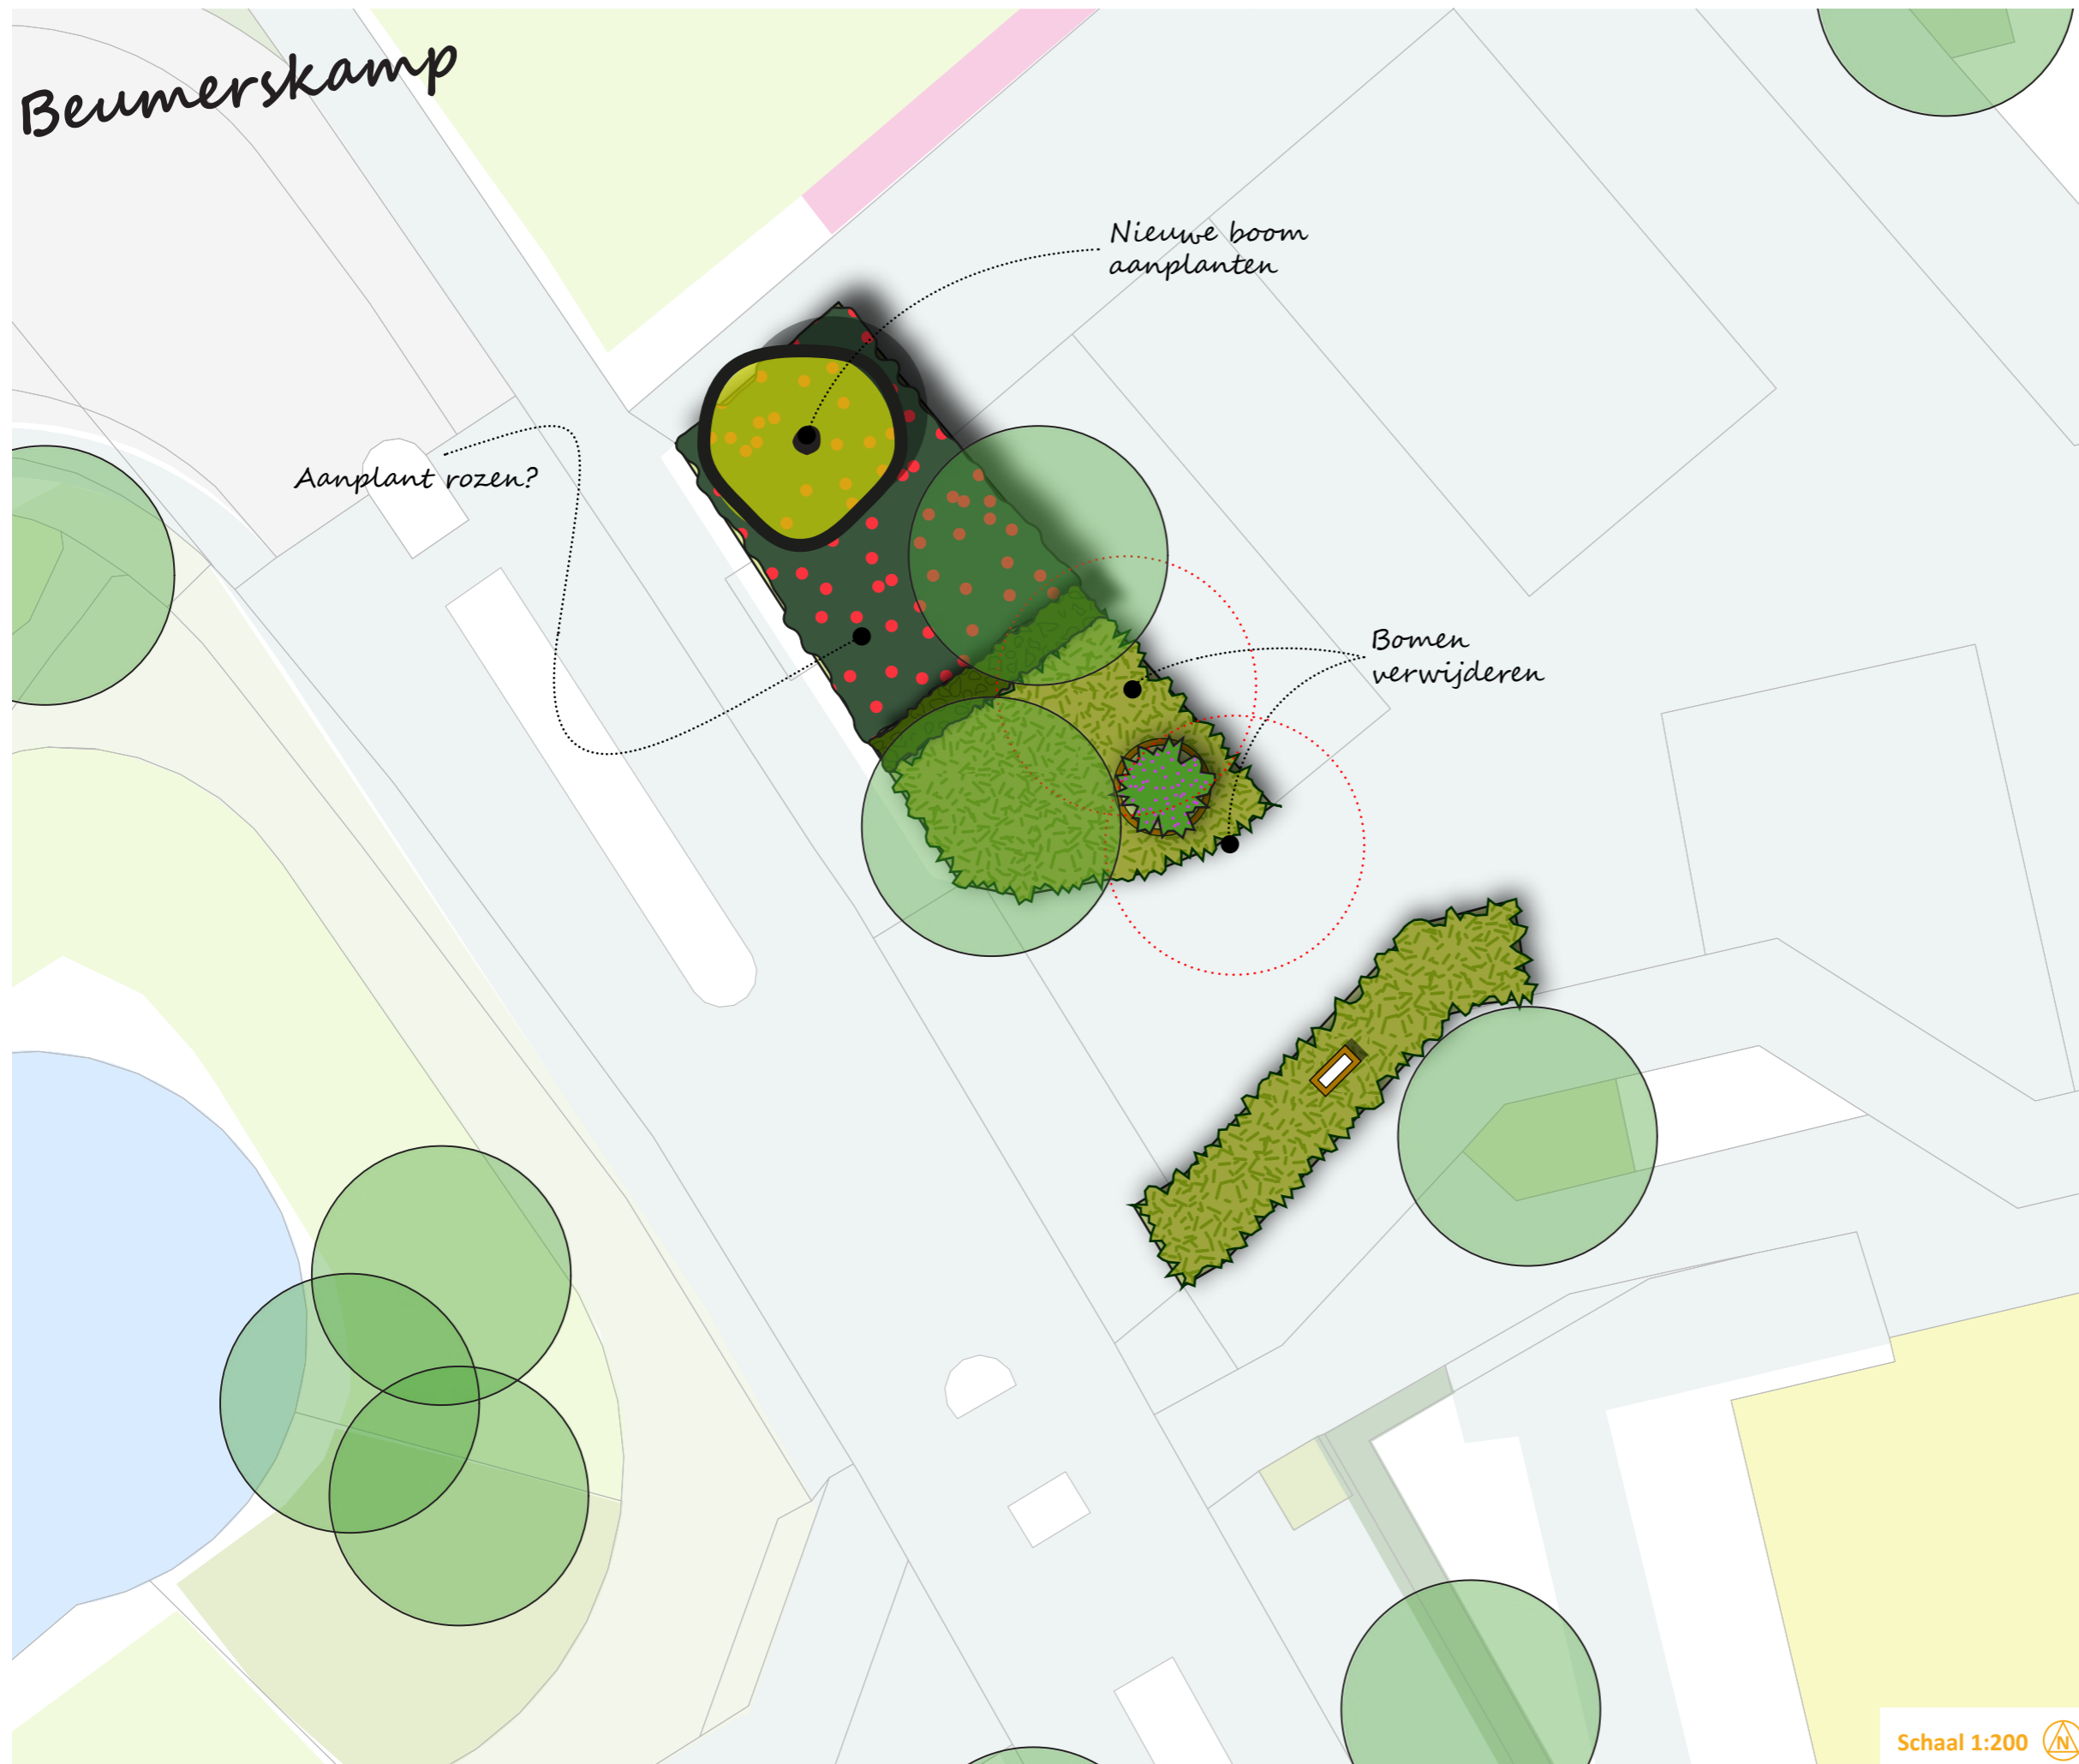 Beumerskamp
Nieuwe boom
aanplanten
Aanplant rozen?
Bomen
verwijderen
Schaal 1:200
N